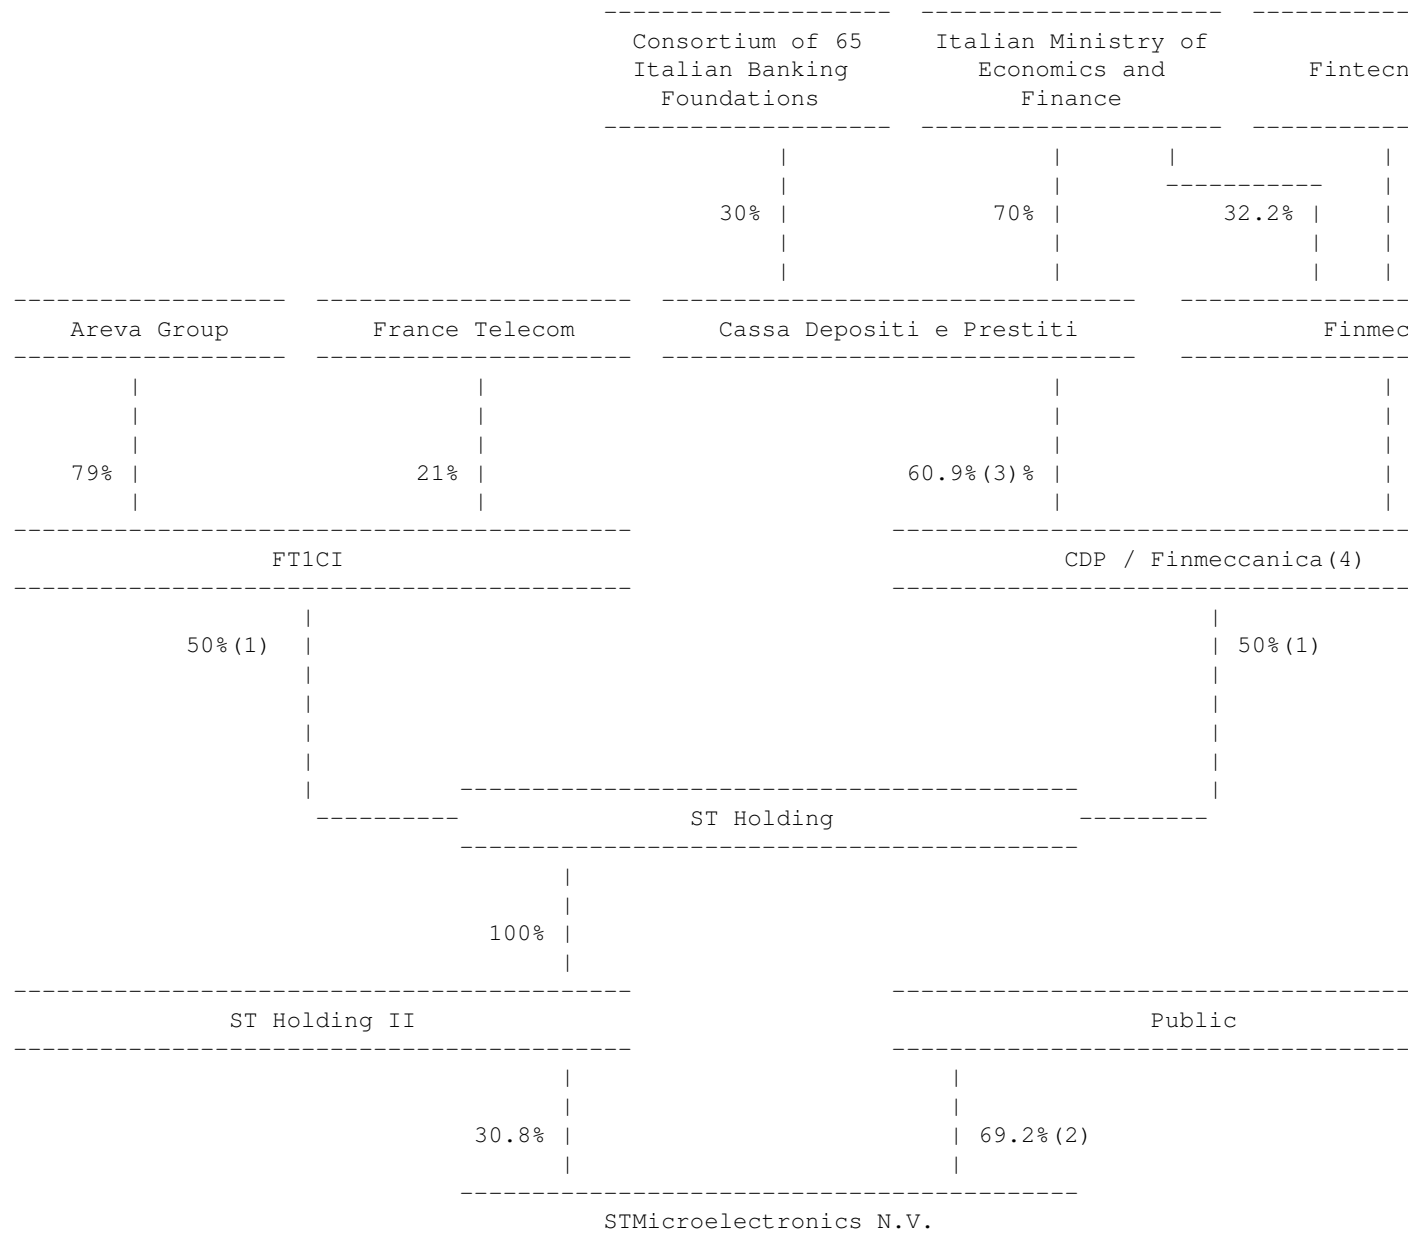 Consortium of 65 Italian Ministry of
Italian Banking Economics and Fintecn
Foundations Finance
30% 70% 32.2%
Areva Group France Telecom Cassa Depositi e Prestiti Finmec
79% 21% 60.9%(3)%
FT1CI CDP / Finmeccanica(4)
50%(1) 50%(1)
ST Holding
100%
ST Holding II Public
30.8% 69.2%(2)
STMicroelectronics N.V.